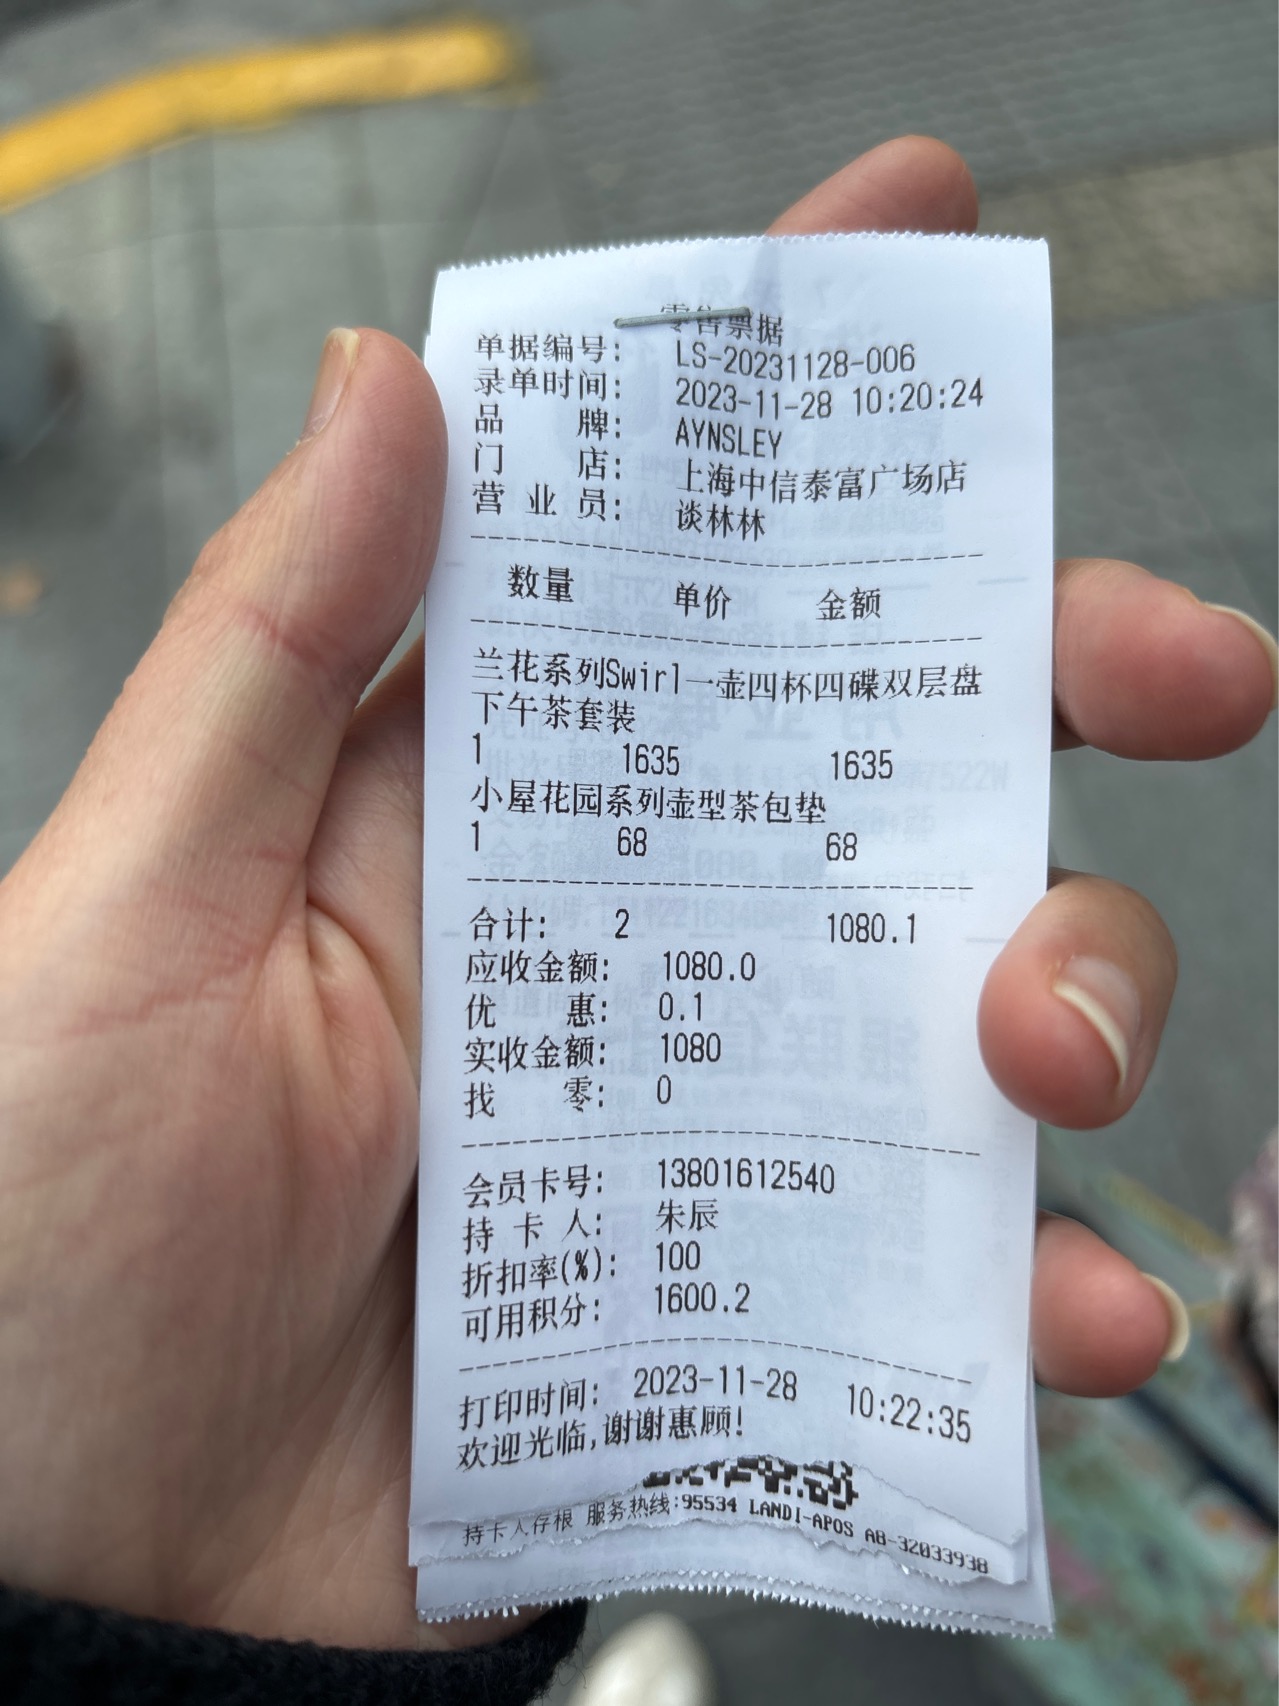 零售票据
单据编号: LS-20231128-006
录单时间: 2023-11-28 10:20:24
品 牌: AYNSLEY
门 店: 上海中信泰富广场店
营 业 员: 谈林林
数量 单价 金额
兰花系列Swirl一壶四杯四碟双层盘
下午茶套装
1 1635 1635
小屋花园系列壶型茶包垫
1 68 68
合计: 2 1080.1
应收金额: 1080.0
优 惠: 0.1
实收金额: 1080
找 零: 0
会员卡号: 13801612540
持 卡 人: 朱辰
折扣率(%): 100
可用积分: 1600.2
打印时间: 2023-11-28 10:22:35
欢迎光临,谢谢惠顾!
持卡人存根 服务热线:95534 LANDI-APOS A8-32033938